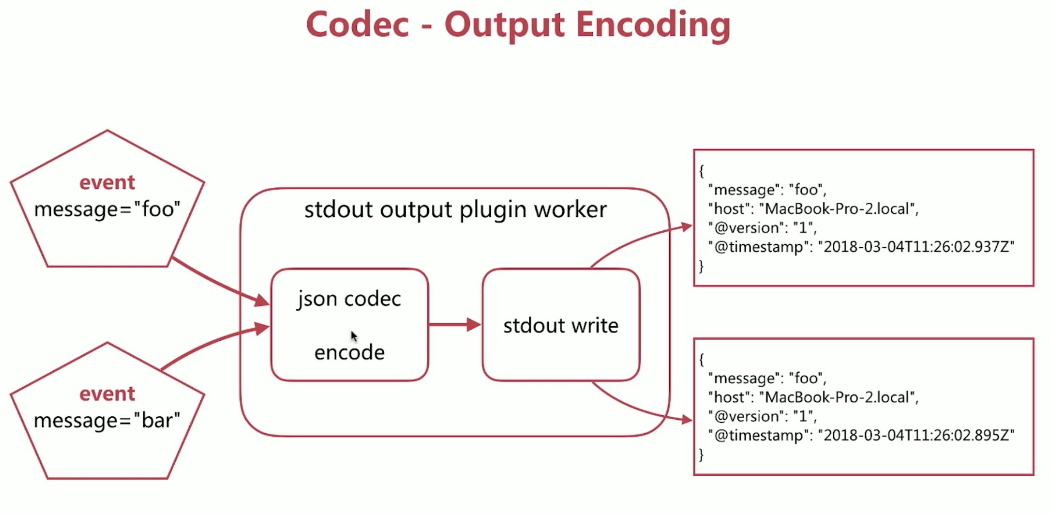 Codec - Output Encoding
event
message="foo"
event
message="bar"
stdout output plugin worker
json codec
encode
stdout write
{
"message": "foo",
"host": "MacBook-Pro-2.local",
"@version": "1",
"@timestamp": "2018-03-04T11:26:02.937Z"
}
{
"message": "foo",
"host": "MacBook-Pro-2.local",
"@version": "1",
"@timestamp": "2018-03-04T11:26:02.895Z"
}